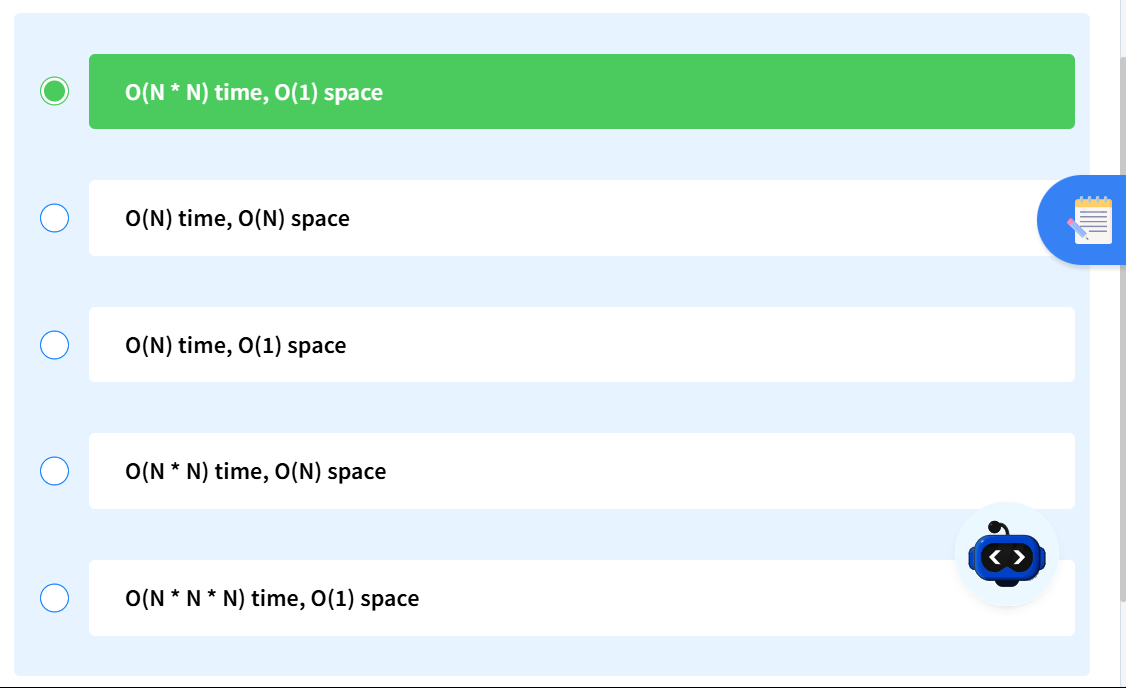 O(N * N) time, O(1) space
O(N) time, O(N) space
O(N) time, O(1) space
O(N * N) time, O(N) space
O(N * N * N) time, O(1) space